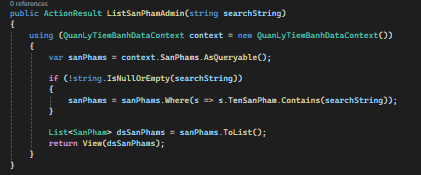 0 references
public ActionResult ListSanPhamAdmin(string searchString)
{
using (QuanLyTiemBanhDataContext context = new QuanLyTiemBanhDataContext())
{
var sanPhams = context.SanPhams.AsQueryable();
if (!string.IsNullOrEmpty(searchString))
{
sanPhams = sanPhams.Where(s => s.TenSanPham.Contains(searchString));
}
List<SanPham> dsSanPhams = sanPhams.ToList();
return View(dsSanPhams);
}
}